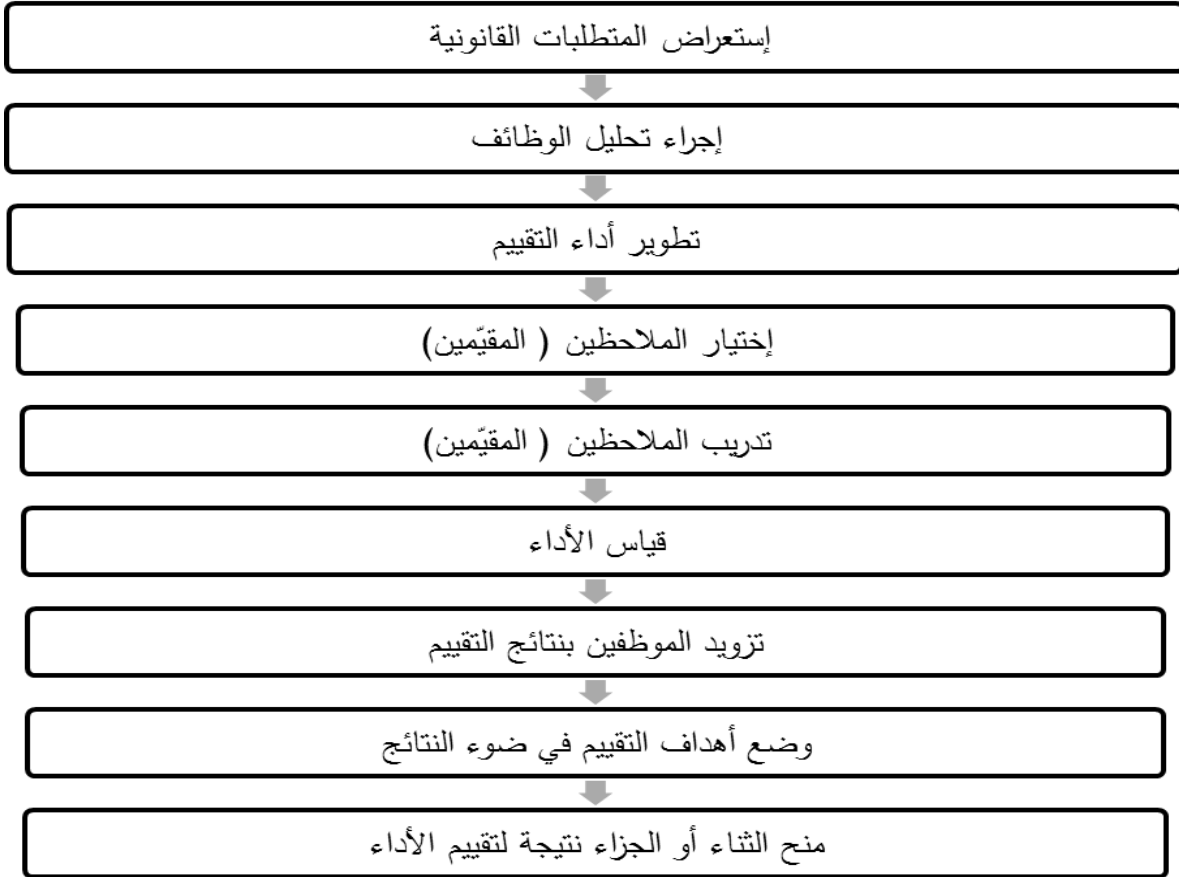 إستعراض المتطلبات القانونية
إجراء تحليل الوظائف
تطوير أداء التقييم
إختيار الملاحظين ( المقيّمين)
تدريب الملاحظين ( المقيّمين)
قياس الأداء
تزويد الموظفين بنتائج التقييم
وضع أهداف التقييم في ضوء النتائج
منح الثناء أو الجزاء نتيجة لتقييم الأداء